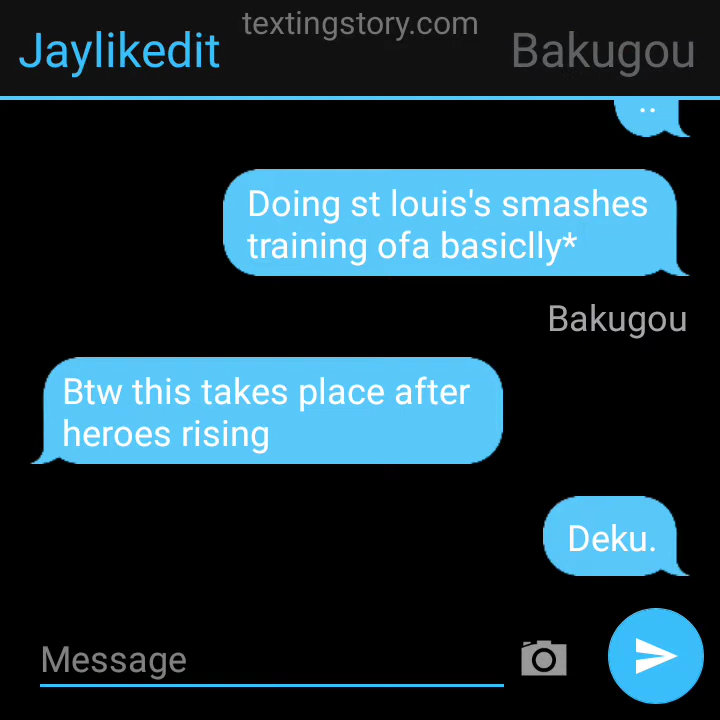 textingstory.com
Jaylikedit
Bakugou
..
Doing st louis's smashes
training ofa basiclly*
Bakugou
Btw this takes place after
heroes rising
Deku.
Message